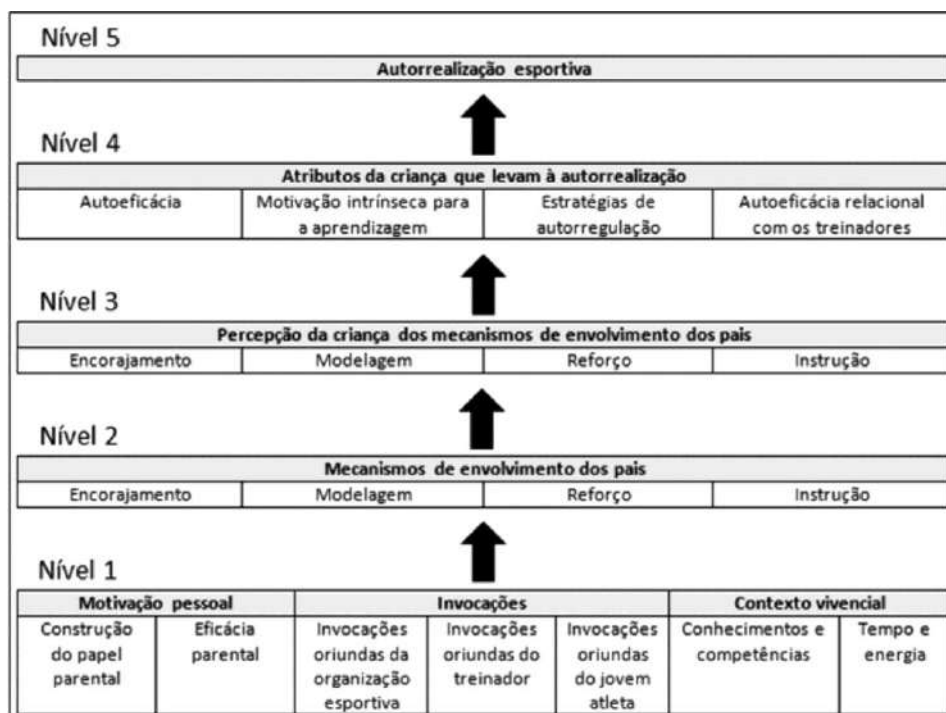 Nível 5
Autorrealização esportiva
Nível 4
Atributos da criança que levam à autorrealização
Autoeficácia
Motivação intrínseca para
a aprendizagem
Estratégias de
autorregulação
Autoeficácia relacional
com os treinadores
Nível 3
Percepção da criança dos mecanismos de envolvimento dos pais
Encorajamento
Modelagem
Reforço
Instrução
Nível 2
Mecanismos de envolvimento dos pais
Encorajamento
Modelagem
Reforço
Instrução
Nível 1
Motivação pessoal
Invocações
Contexto vivencial
Construção
do papel
parental
Eficácia
parental
Invocações
oriundas da
organização
esportiva
Invocações
oriundas do
treinador
Invocações
oriundas
do jovem
atleta
Conhecimentos e
competências
Tempo e
energia